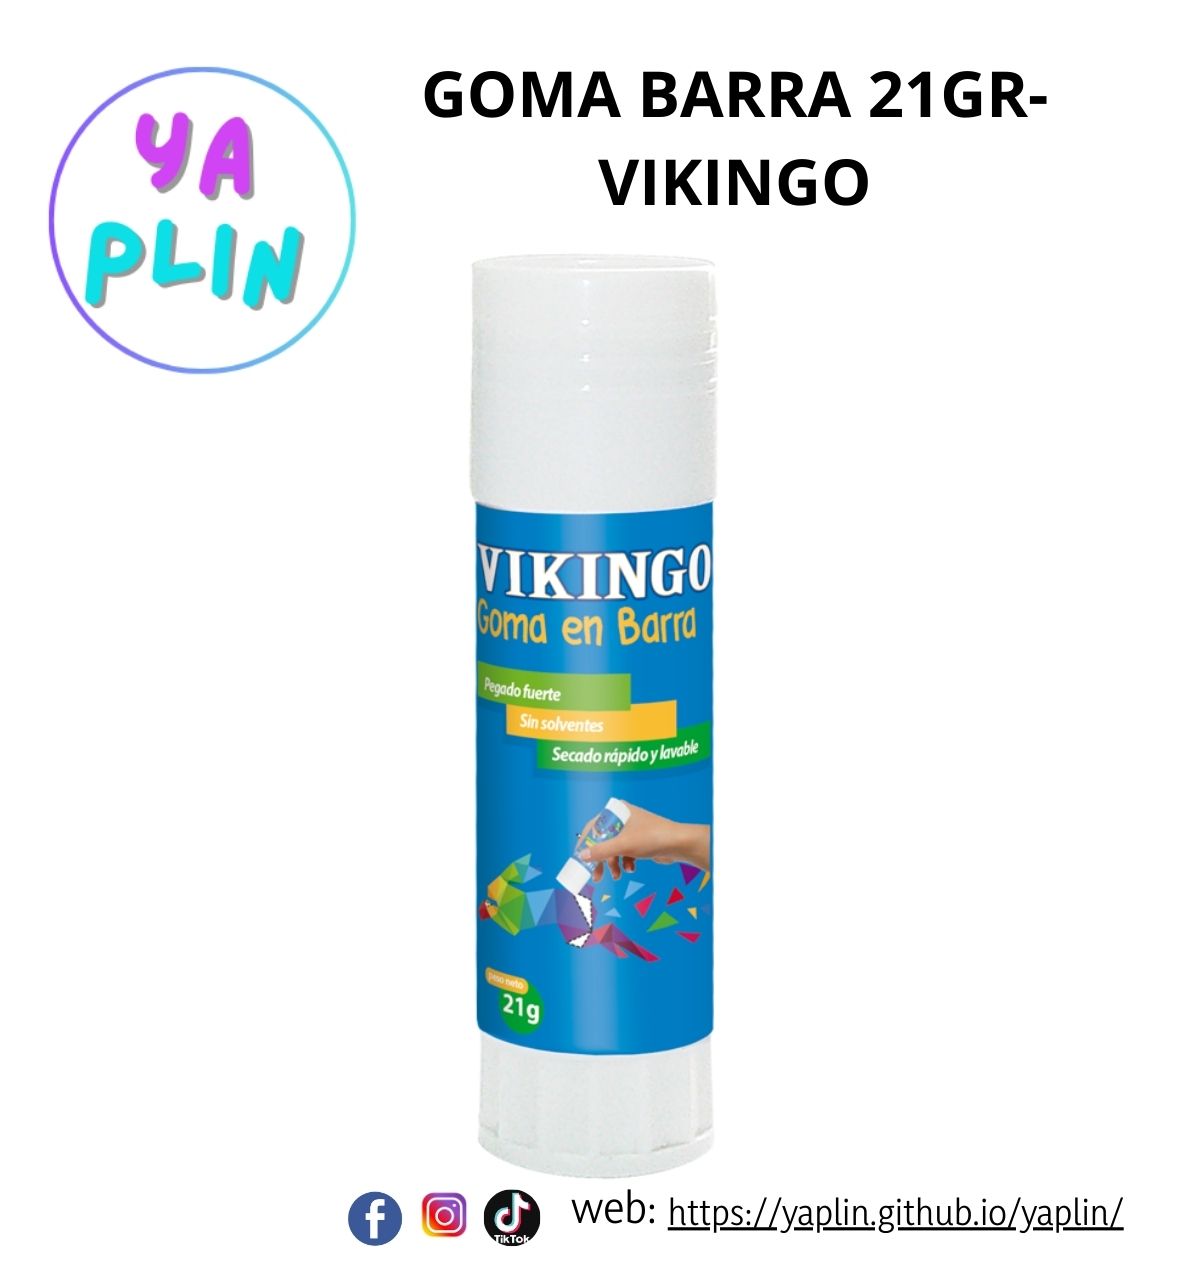 YA
PLIN
GOMA BARRA 21GR-
VIKINGO
VIKINGO
Goma en Barra
Pegado fuerte
Sin solventes
Secado rápido y lavable
peso neto
21g
TikTok
web: https://yaplin.github.io/yaplin/